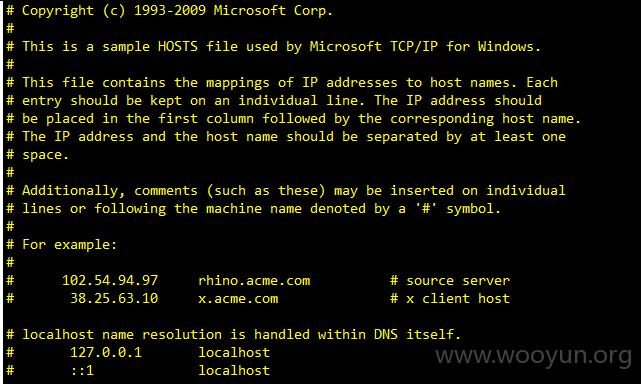 # Copyright (c) 1993-2009 Microsoft Corp.
#
# This is a sample HOSTS file used by Microsoft TCP/IP for Windows.
#
# This file contains the mappings of IP addresses to host names. Each
# entry should be kept on an individual line. The IP address should
# be placed in the first column followed by the corresponding host name.
# The IP address and the host name should be separated by at least one
# space.
#
# Additionally, comments (such as these) may be inserted on individual
# lines or following the machine name denoted by a '#' symbol.
#
# For example:
#
#      102.54.94.97     rhino.acme.com          # source server
#       38.25.63.10     x.acme.com              # x client host

# localhost name resolution is handled within DNS itself.
#       127.0.0.1       localhost
#       ::1             localhost
www.wooyun.org